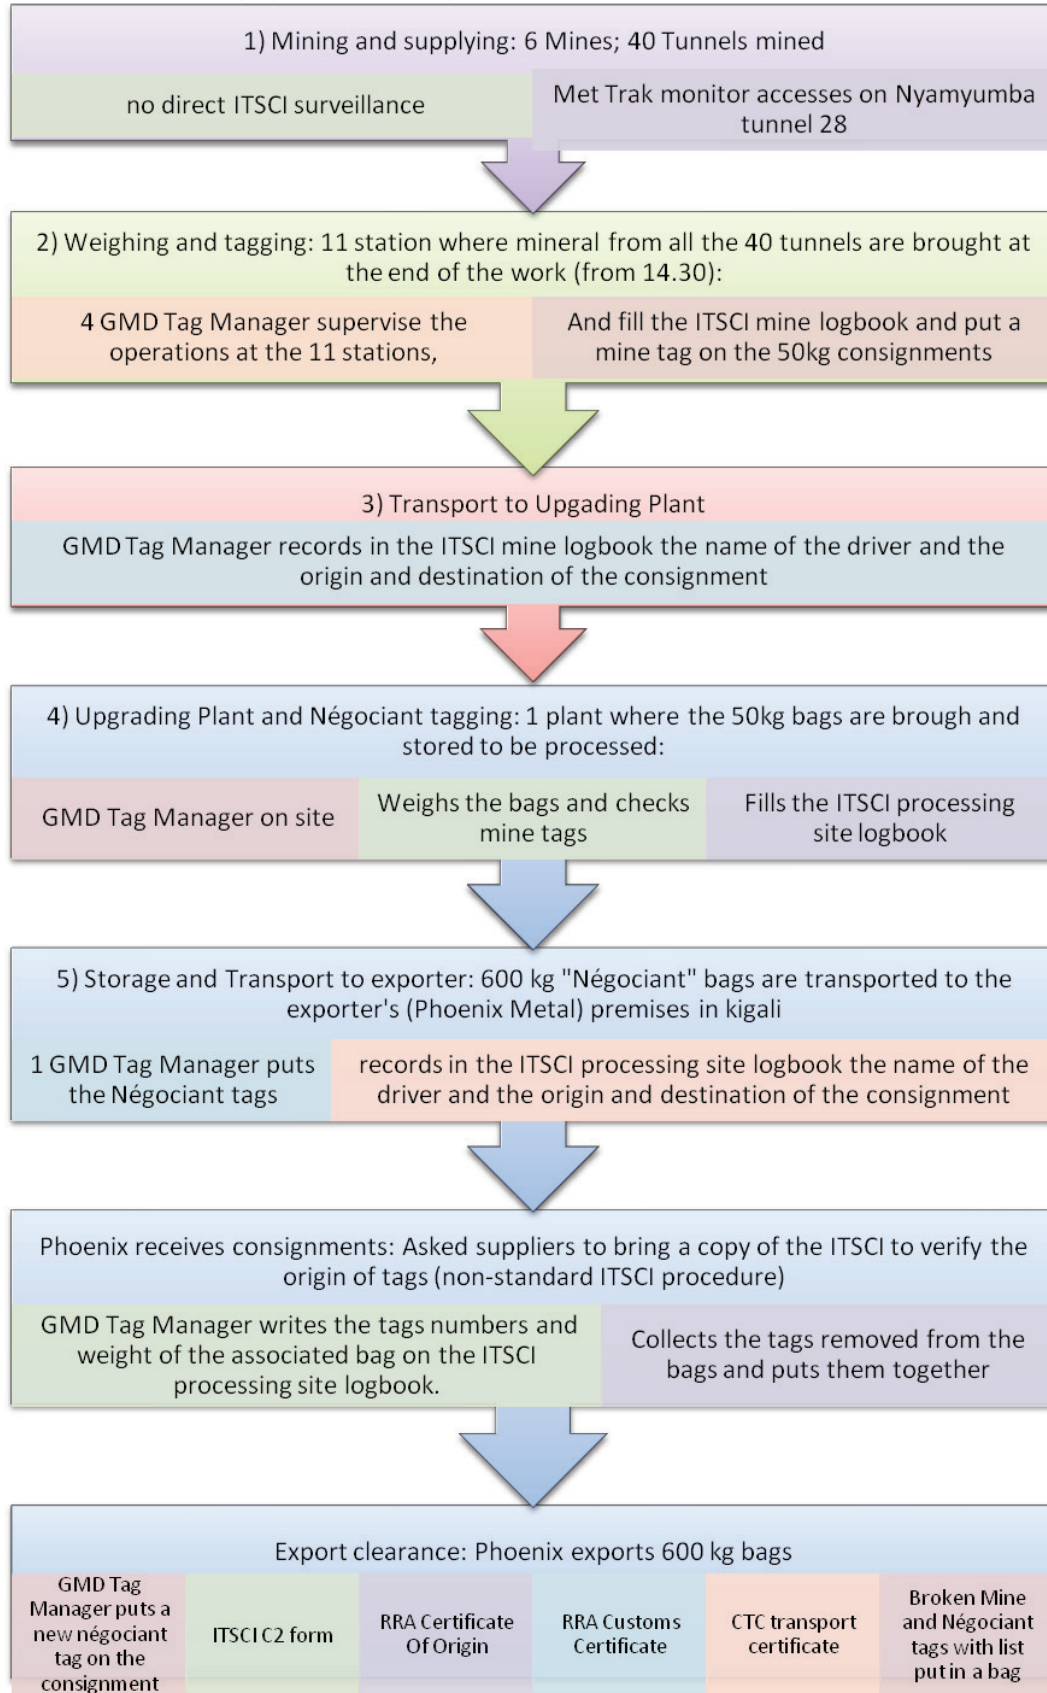 1) Mining and supplying: 6 Mines; 40 Tunnels mined
no direct ITSCI surveillance
Met Trak monitor accesses on Nyamyumba
tunnel 28
2) Weighing and tagging: 11 station where mineral from all the 40 tunnels are brought at
the end of the work (from 14.30):
4 GMD Tag Manager supervise the
operations at the 11 stations,
And fill the ITSCI mine logbook and put a
mine tag on the 50kg consignments
3) Transport to Upgading Plant
GMD Tag Manager records in the ITSCI mine logbook the name of the driver and the
origin and destination of the consignment
4) Upgrading Plant and Négociant tagging: 1 plant where the 50kg bags are brough and
stored to be processed:
GMD Tag Manager on site
Weighs the bags and checks
mine tags
Fills the ITSCI processing
site logbook
5) Storage and Transport to exporter: 600 kg "Négociant" bags are transported to the
exporter's (Phoenix Metal) premises in kigali
1 GMD Tag Manager puts
the Négociant tags
records in the ITSCI processing site logbook the name of the
driver and the origin and destination of the consignment
Phoenix receives consignments: Asked suppliers to bring a copy of the ITSCI to verify the
origin of tags (non-standard ITSCI procedure)
GMD Tag Manager writes the tags numbers and
weight of the associated bag on the ITSCI
processing site logbook.
Collects the tags removed from the
bags and puts them together
Export clearance: Phoenix exports 600 kg bags
GMD Tag
Manager puts a
new négociant
tag on the
consignment
ITSCI C2 form
RRA Certificate
Of Origin
RRA Customs
Certificate
CTC transport
certificate
Broken Mine
and Négociant
tags with list
put in a bag